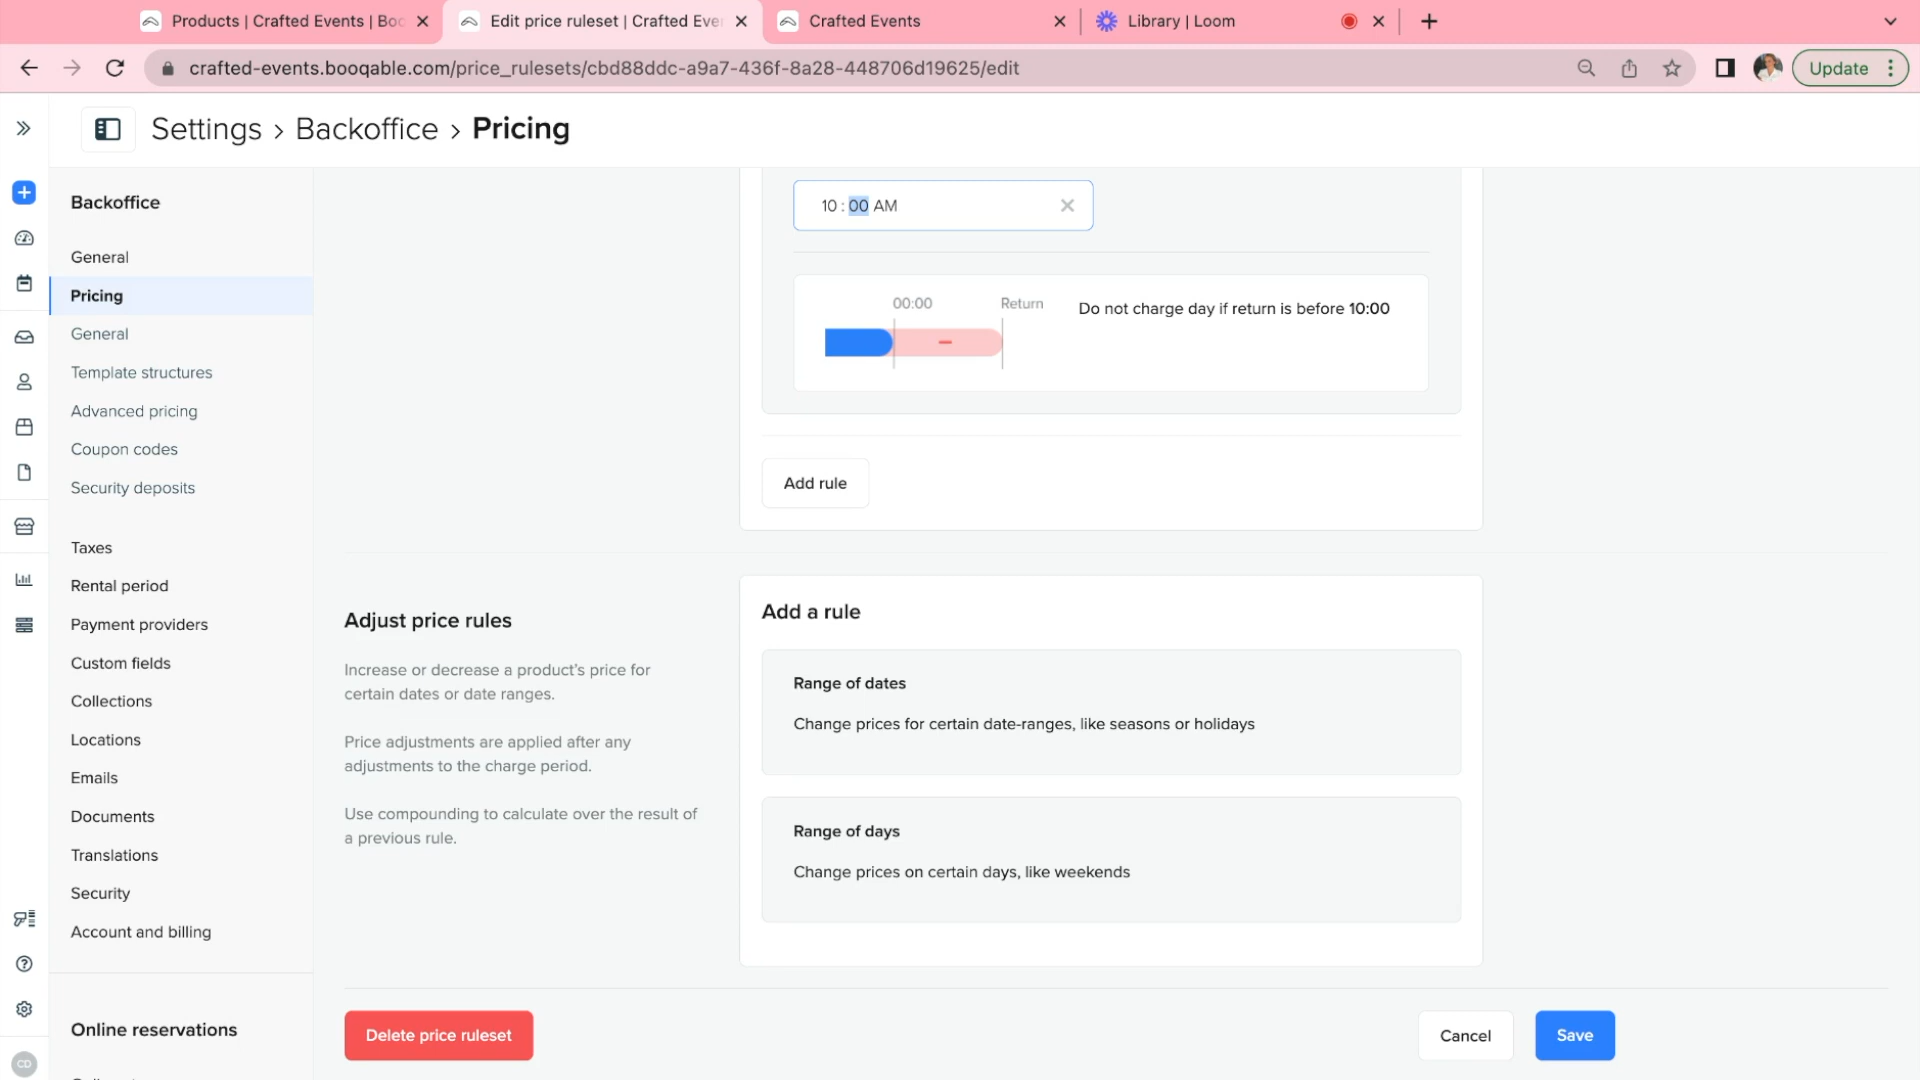 Products | Crafted Events | Boo
Edit price ruleset | Crafted Even
Crafted Events
Library | Loom
crafted-events.booqable.com/price_rulesets/cbd88ddc-a9a7-436f-8a28-448706d19625/edit
Update
Settings › Backoffice › Pricing
Backoffice
General
Pricing
General
Template structures
Advanced pricing
Coupon codes
Security deposits
Taxes
Rental period
Payment providers
Custom fields
Collections
Locations
Emails
Documents
Translations
Security
Account and billing
Online reservations
CD
10 : 00 AM
00:00
Return
Do not charge day if return is before 10:00
Add rule
Adjust price rules
Increase or decrease a product's price for
certain dates or date ranges.
Price adjustments are applied after any
adjustments to the charge period.
Use compounding to calculate over the result of
a previous rule.
Add a rule
Range of dates
Change prices for certain date-ranges, like seasons or holidays
Range of days
Change prices on certain days, like weekends
Delete price ruleset
Cancel
Save